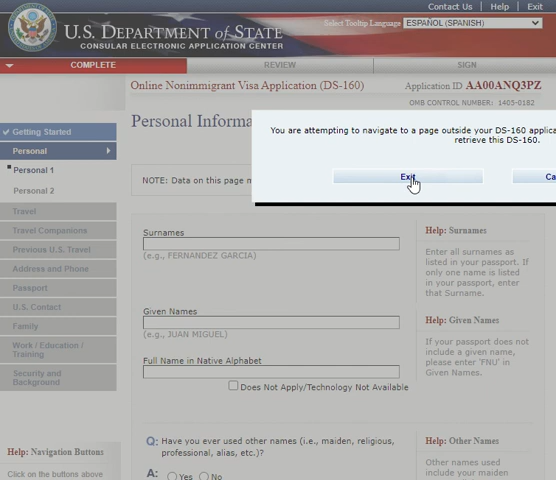 Contact Us | Help | Exit
U.S. DEPARTMENT of STATE
CONSULAR ELECTRONIC APPLICATION CENTER
Select Tooltip Language ESPAÑOL (SPANISH)
COMPLETE REVIEW SIGN
Online Nonimmigrant Visa Application (DS-160)
Application ID AA00ANQ3PZ
OMB CONTROL NUMBER: 1405-0182
Personal Informa
You are attempting to navigate to a page outside your DS-160 applica
retrieve this DS-160.
Exit
Ca
NOTE: Data on this page m
Getting Started
Personal
Personal 1
Personal 2
Travel
Travel Companions
Previous U.S. Travel
Address and Phone
Passport
U.S. Contact
Family
Work / Education /
Training
Security and
Background
Help: Navigation Buttons
Click on the buttons above
Surnames
(e.g., FERNANDEZ GARCIA)
Given Names
(e.g., JUAN MIGUEL)
Full Name in Native Alphabet
Does Not Apply/Technology Not Available
Q: Have you ever used other names (i.e., maiden, religious,
professional, alias, etc.)?
A: Yes No
Help: Surnames
Enter all surnames as
listed in your passport. If
only one name is listed
in your passport, enter
that Surname.
Help: Given Names
If your passport does not
include a given name,
please enter 'FNU' in
Given Names.
Help: Other Names
Other names used
include your maiden